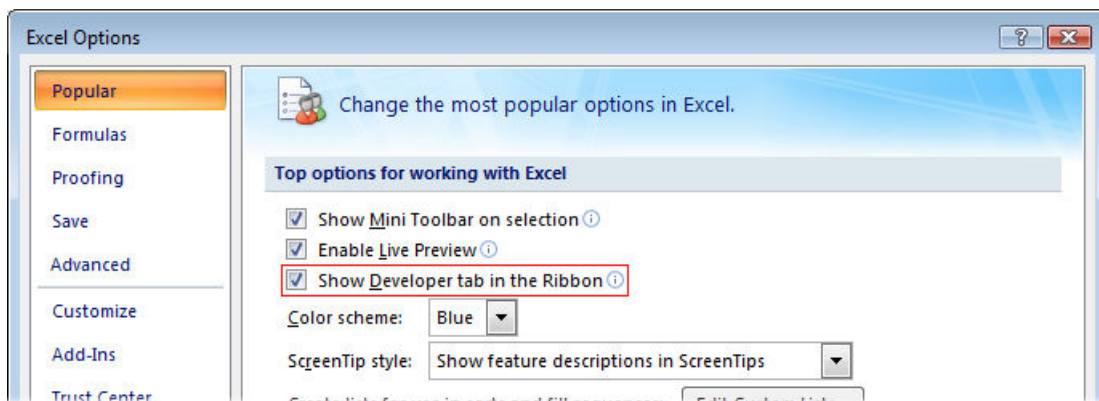 Excel Options
Popular
Formulas
Proofing
Save
Advanced
Customize
Add-Ins
Trust Center
Change the most popular options in Excel.
Top options for working with Excel
Show Mini Toolbar on selection
Enable Live Preview
Show Developer tab in the Ribbon
Color scheme: Blue
ScreenTip style: Show feature descriptions in ScreenTips